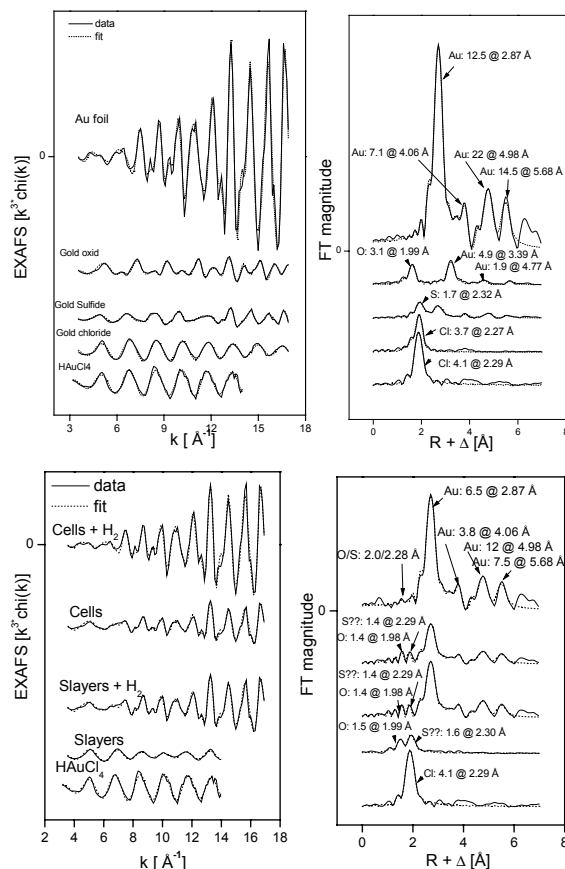 data
fit
Au foil
0
Gold oxid
Gold Sulfide
Gold chloride
HAuCl4
EXAFS [k³*chi(k)]
3 6 9 12 15 18
k [ Å⁻¹]
Au: 12.5 @ 2.87 Å
Au: 7.1 @ 4.06 Å
Au: 22 @ 4.98 Å
Au: 14.5 @ 5.68 Å
0
O: 3.1 @ 1.99 Å
Au: 4.9 @ 3.39 Å
Au: 1.9 @ 4.77 Å
S: 1.7 @ 2.32 Å
Cl: 3.7 @ 2.27 Å
Cl: 4.1 @ 2.29 Å
FT magnitude
0 2 4 6
R + Δ [Å]
data
fit
Cells + H₂
0
Cells
Slayers + H₂
Slayers
HAuCl₄
EXAFS [k³*chi(k)]
2 4 6 8 10 12 14 16 18
k [ Å⁻¹]
Au: 6.5 @ 2.87 Å
Au: 3.8 @ 4.06 Å
Au: 12 @ 4.98 Å
Au: 7.5 @ 5.68 Å
O/S: 2.0/2.28 Å
0
S??: 1.4 @ 2.29 Å
O: 1.4 @ 1.98 Å
S??: 1.4 @ 2.29 Å
O: 1.4 @ 1.98 Å
O: 1.5 @ 1.99 Å
S??: 1.6 @ 2.30 Å
Cl: 4.1 @ 2.29 Å
FT magnitude
0 2 4 6
R + Δ [Å]